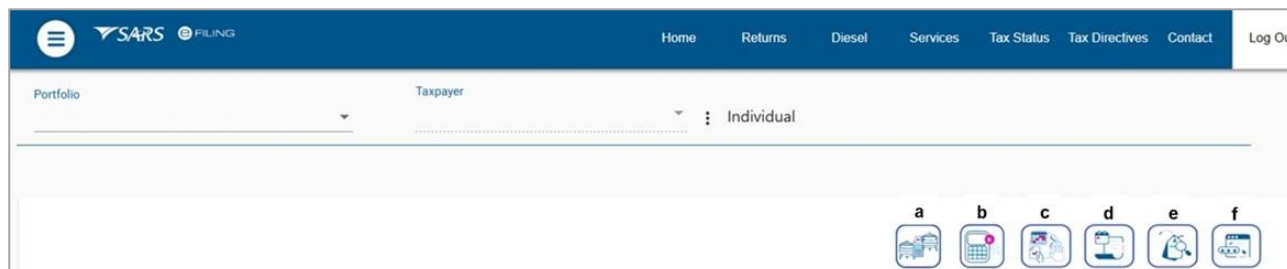 SARS eFILING
Home Returns Diesel Services Tax Status Tax Directives Contact Log Ou
Portfolio
Taxpayer
Individual
a b c d e f